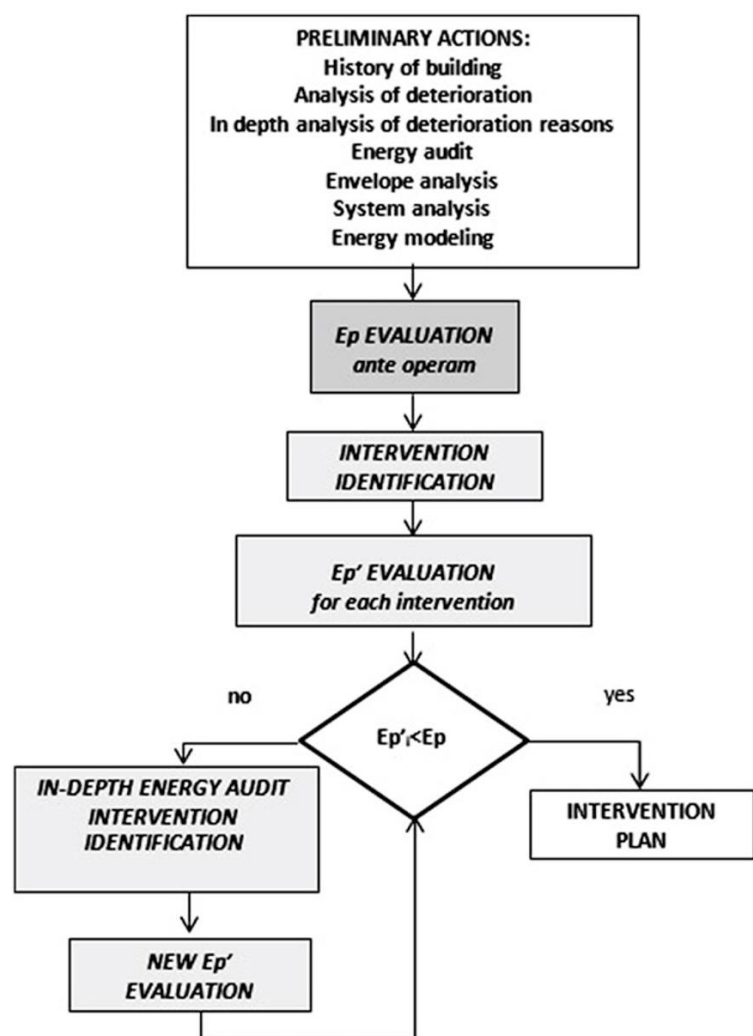 PRELIMINARY ACTIONS:
History of building
Analysis of deterioration
In depth analysis of deterioration reasons
Energy audit
Envelope analysis
System analysis
Energy modeling
Ep EVALUATION
ante operam
INTERVENTION
IDENTIFICATION
Ep' EVALUATION
for each intervention
no
yes
Ep'ᵢ<Ep
IN-DEPTH ENERGY AUDIT
INTERVENTION
IDENTIFICATION
INTERVENTION
PLAN
NEW Ep'
EVALUATION